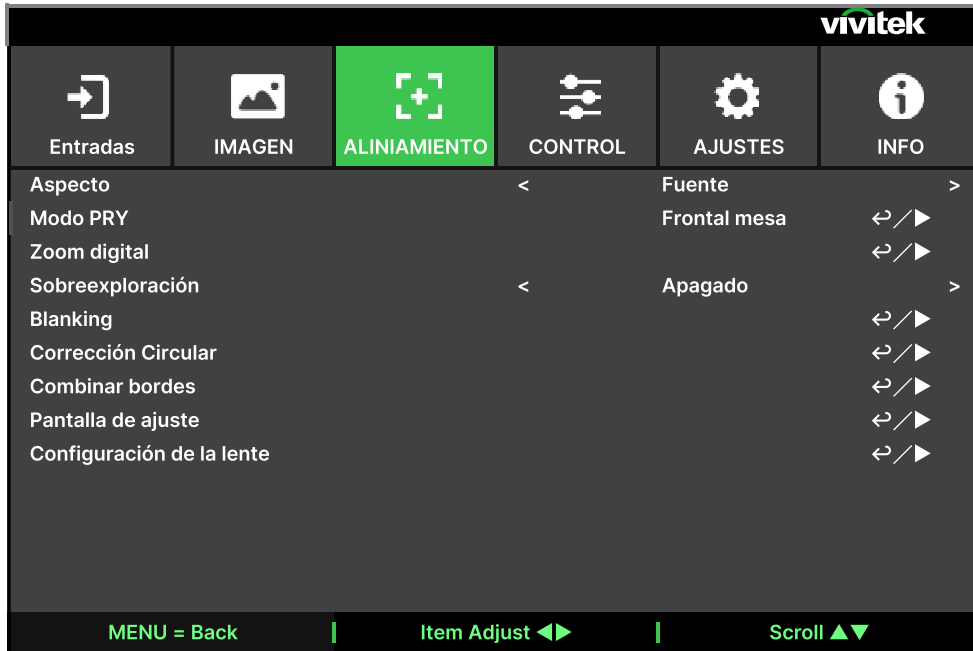 vivitek
Entradas IMAGEN ALINIAMIENTO CONTROL AJUSTES INFO
Aspecto < Fuente >
Modo PRY Frontal mesa ↩/▶
Zoom digital ↩/▶
Sobreexploración < Apagado >
Blanking ↩/▶
Corrección Circular ↩/▶
Combinar bordes ↩/▶
Pantalla de ajuste ↩/▶
Configuración de la lente ↩/▶
MENU = Back | Item Adjust ◀▶ | Scroll ▲▼